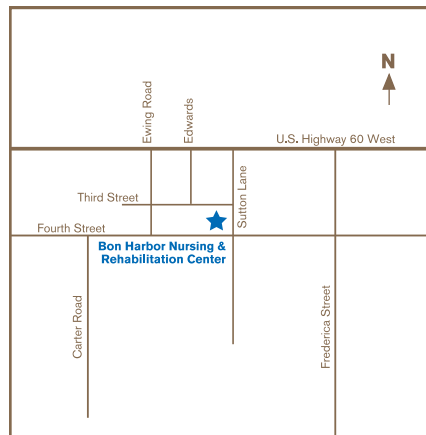 N
Ewing Road
Edwards
U.S. Highway 60 West
Third Street
Sutton Lane
Fourth Street
Bon Harbor Nursing &
Rehabilitation Center
Carter Road
Frederica Street